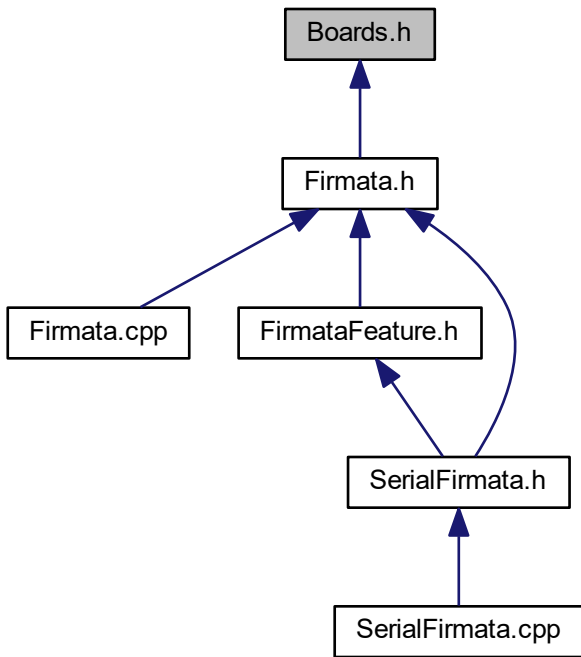 Boards.h
Firmata.h
Firmata.cpp
FirmataFeature.h
SerialFirmata.h
SerialFirmata.cpp